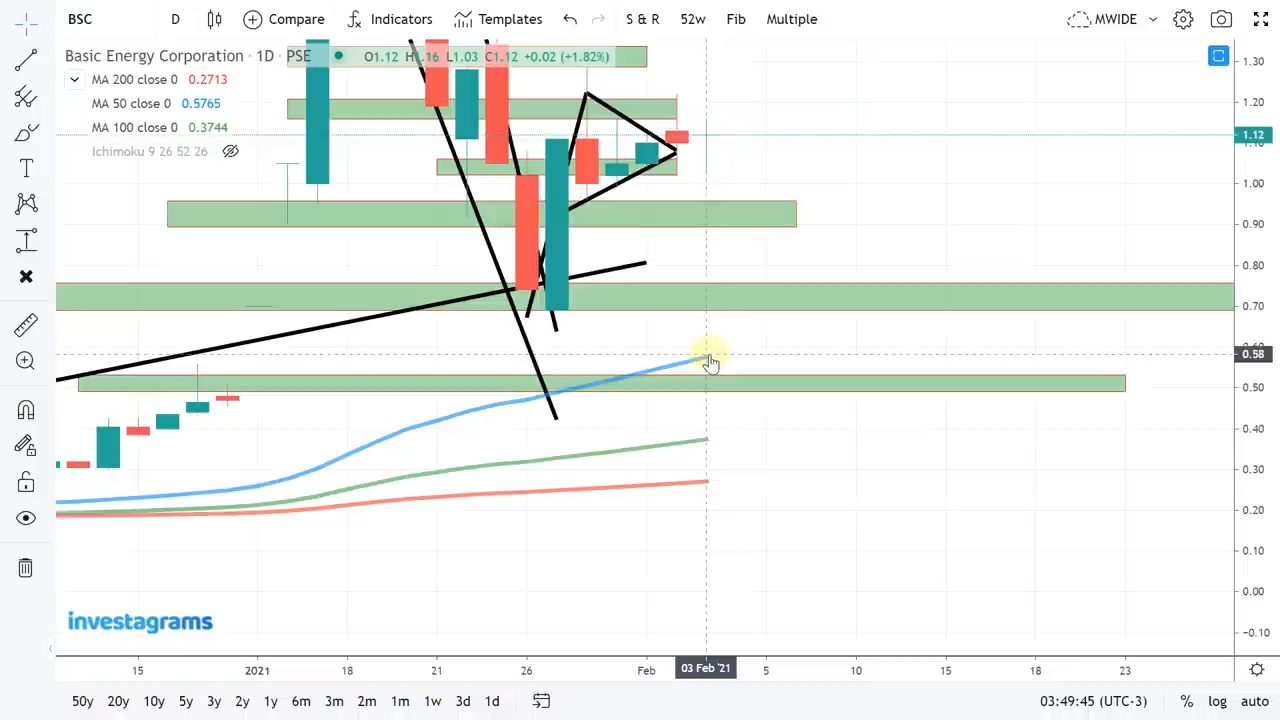 BSC D Compare Indicators Templates S & R 52w Fib Multiple MWIDE
Basic Energy Corporation · 1D · PSE O1.12 H1.16 L1.03 C1.12 +0.02 (+1.82%)
MA 200 close 0 0.2713
MA 50 close 0 0.5765
MA 100 close 0 0.3744
Ichimoku 9 26 52 26
1.30
1.20
1.12
1.10
1.00
0.90
0.80
0.70
0.58
0.50
0.40
0.30
0.20
0.10
0.00
-0.10
investagrams
15 2021 18 21 26 Feb 03 Feb '21 5 10 15 18 23
50y 20y 10y 5y 3y 2y 1y 6m 3m 2m 1m 1w 3d 1d 03:49:45 (UTC-3) % log auto